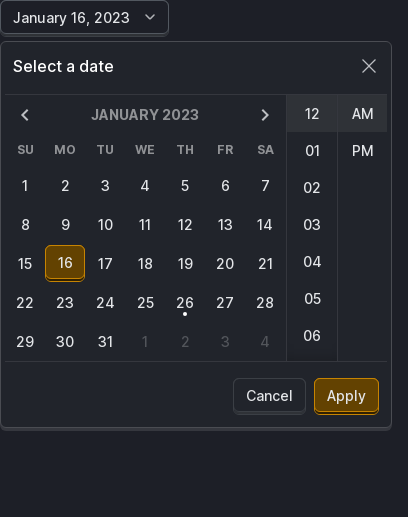 January 16, 2023
Select a date
JANUARY 2023
SU MO TU WE TH FR SA
1 2 3 4 5 6 7
8 9 10 11 12 13 14
15 16 17 18 19 20 21
22 23 24 25 26 27 28
29 30 31 1 2 3 4
12 AM
01 PM
02
03
04
05
06
Cancel Apply